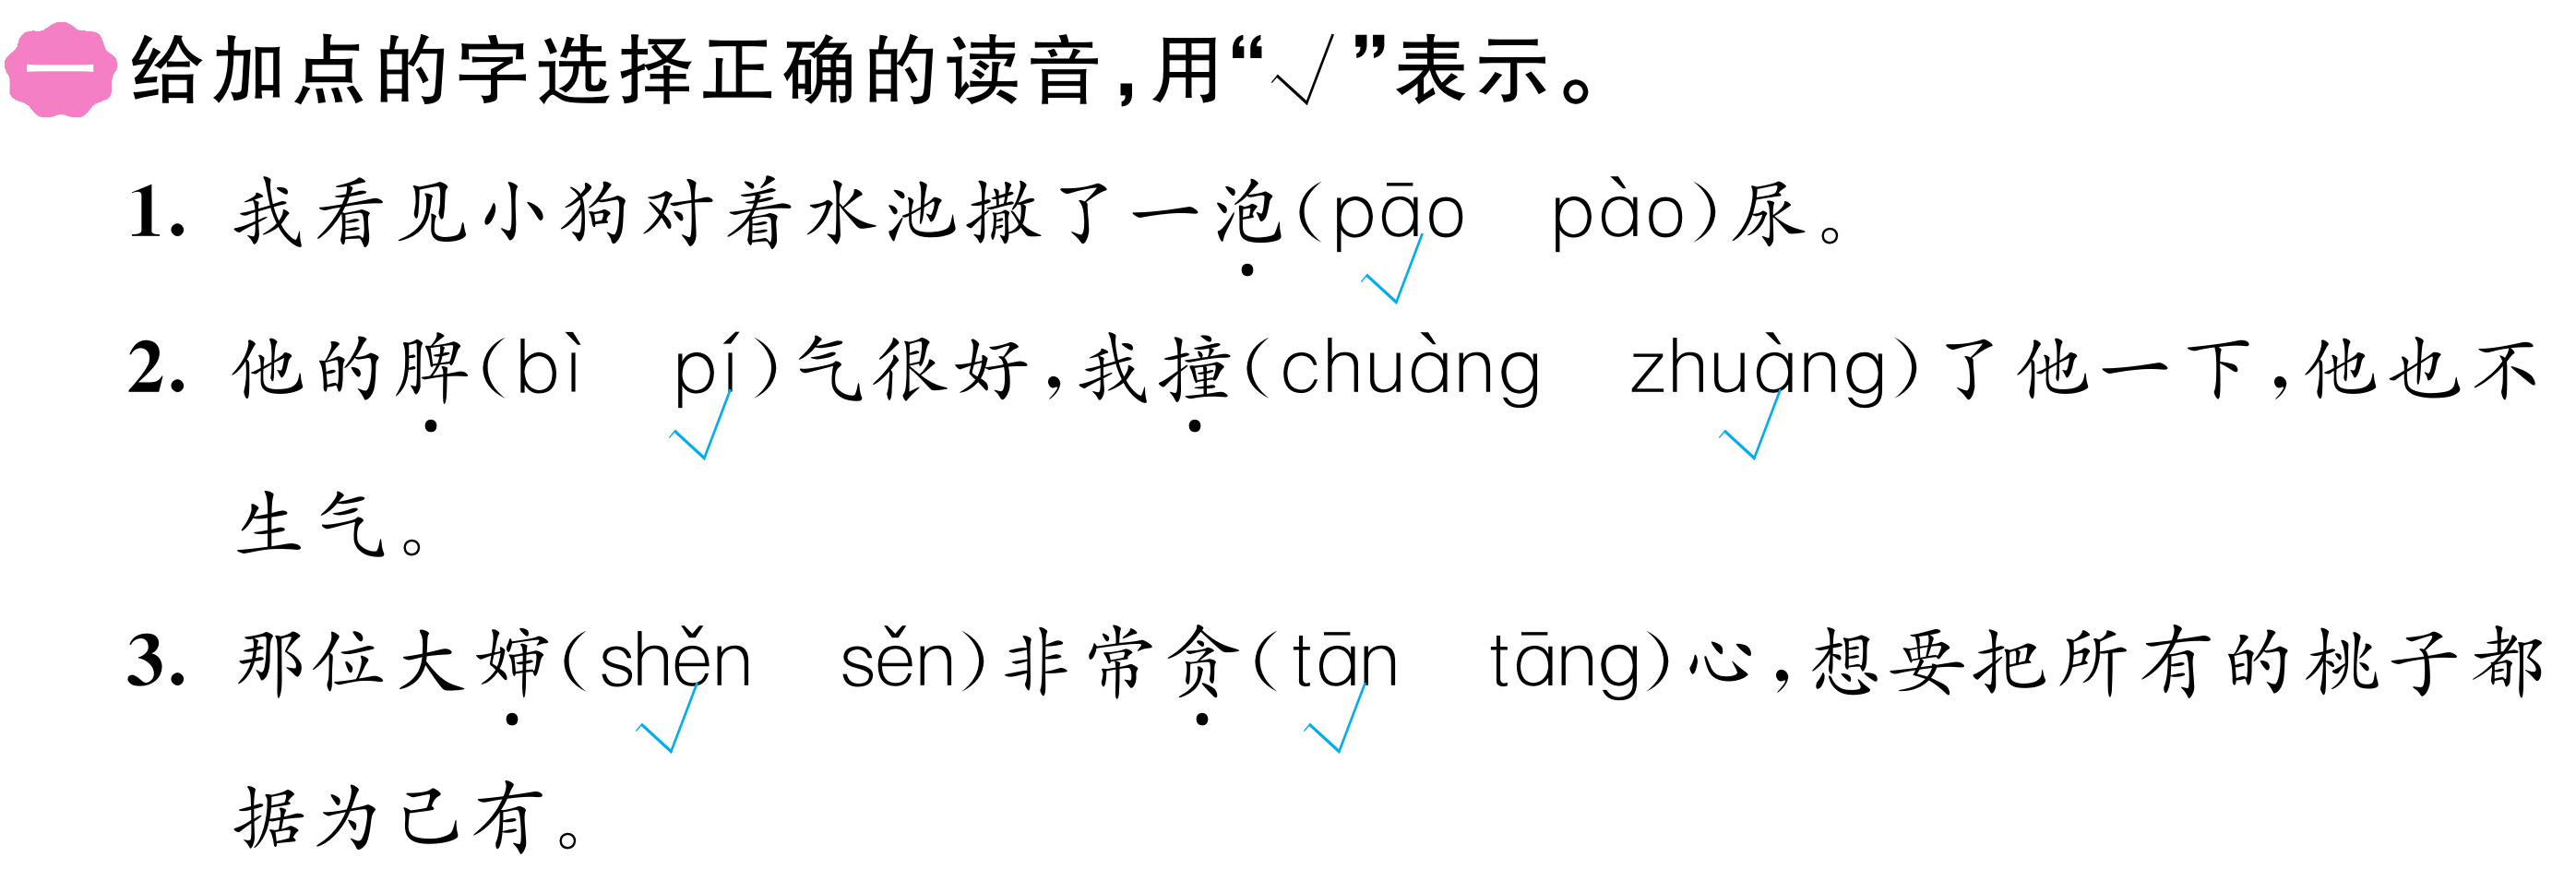 一 给加点的字选择正确的读音,用“√”表示。
1. 我看见小狗对着水池撒了一泡(pāo pào)尿。
√
2. 他的脾(bì pí)气很好,我撞(chuàng zhuàng)了他一下,他也不
√ √
生气。
3. 那位大婶(shěn sěn)非常贪(tān tāng)心,想要把所有的桃子都
√ √
据为己有。